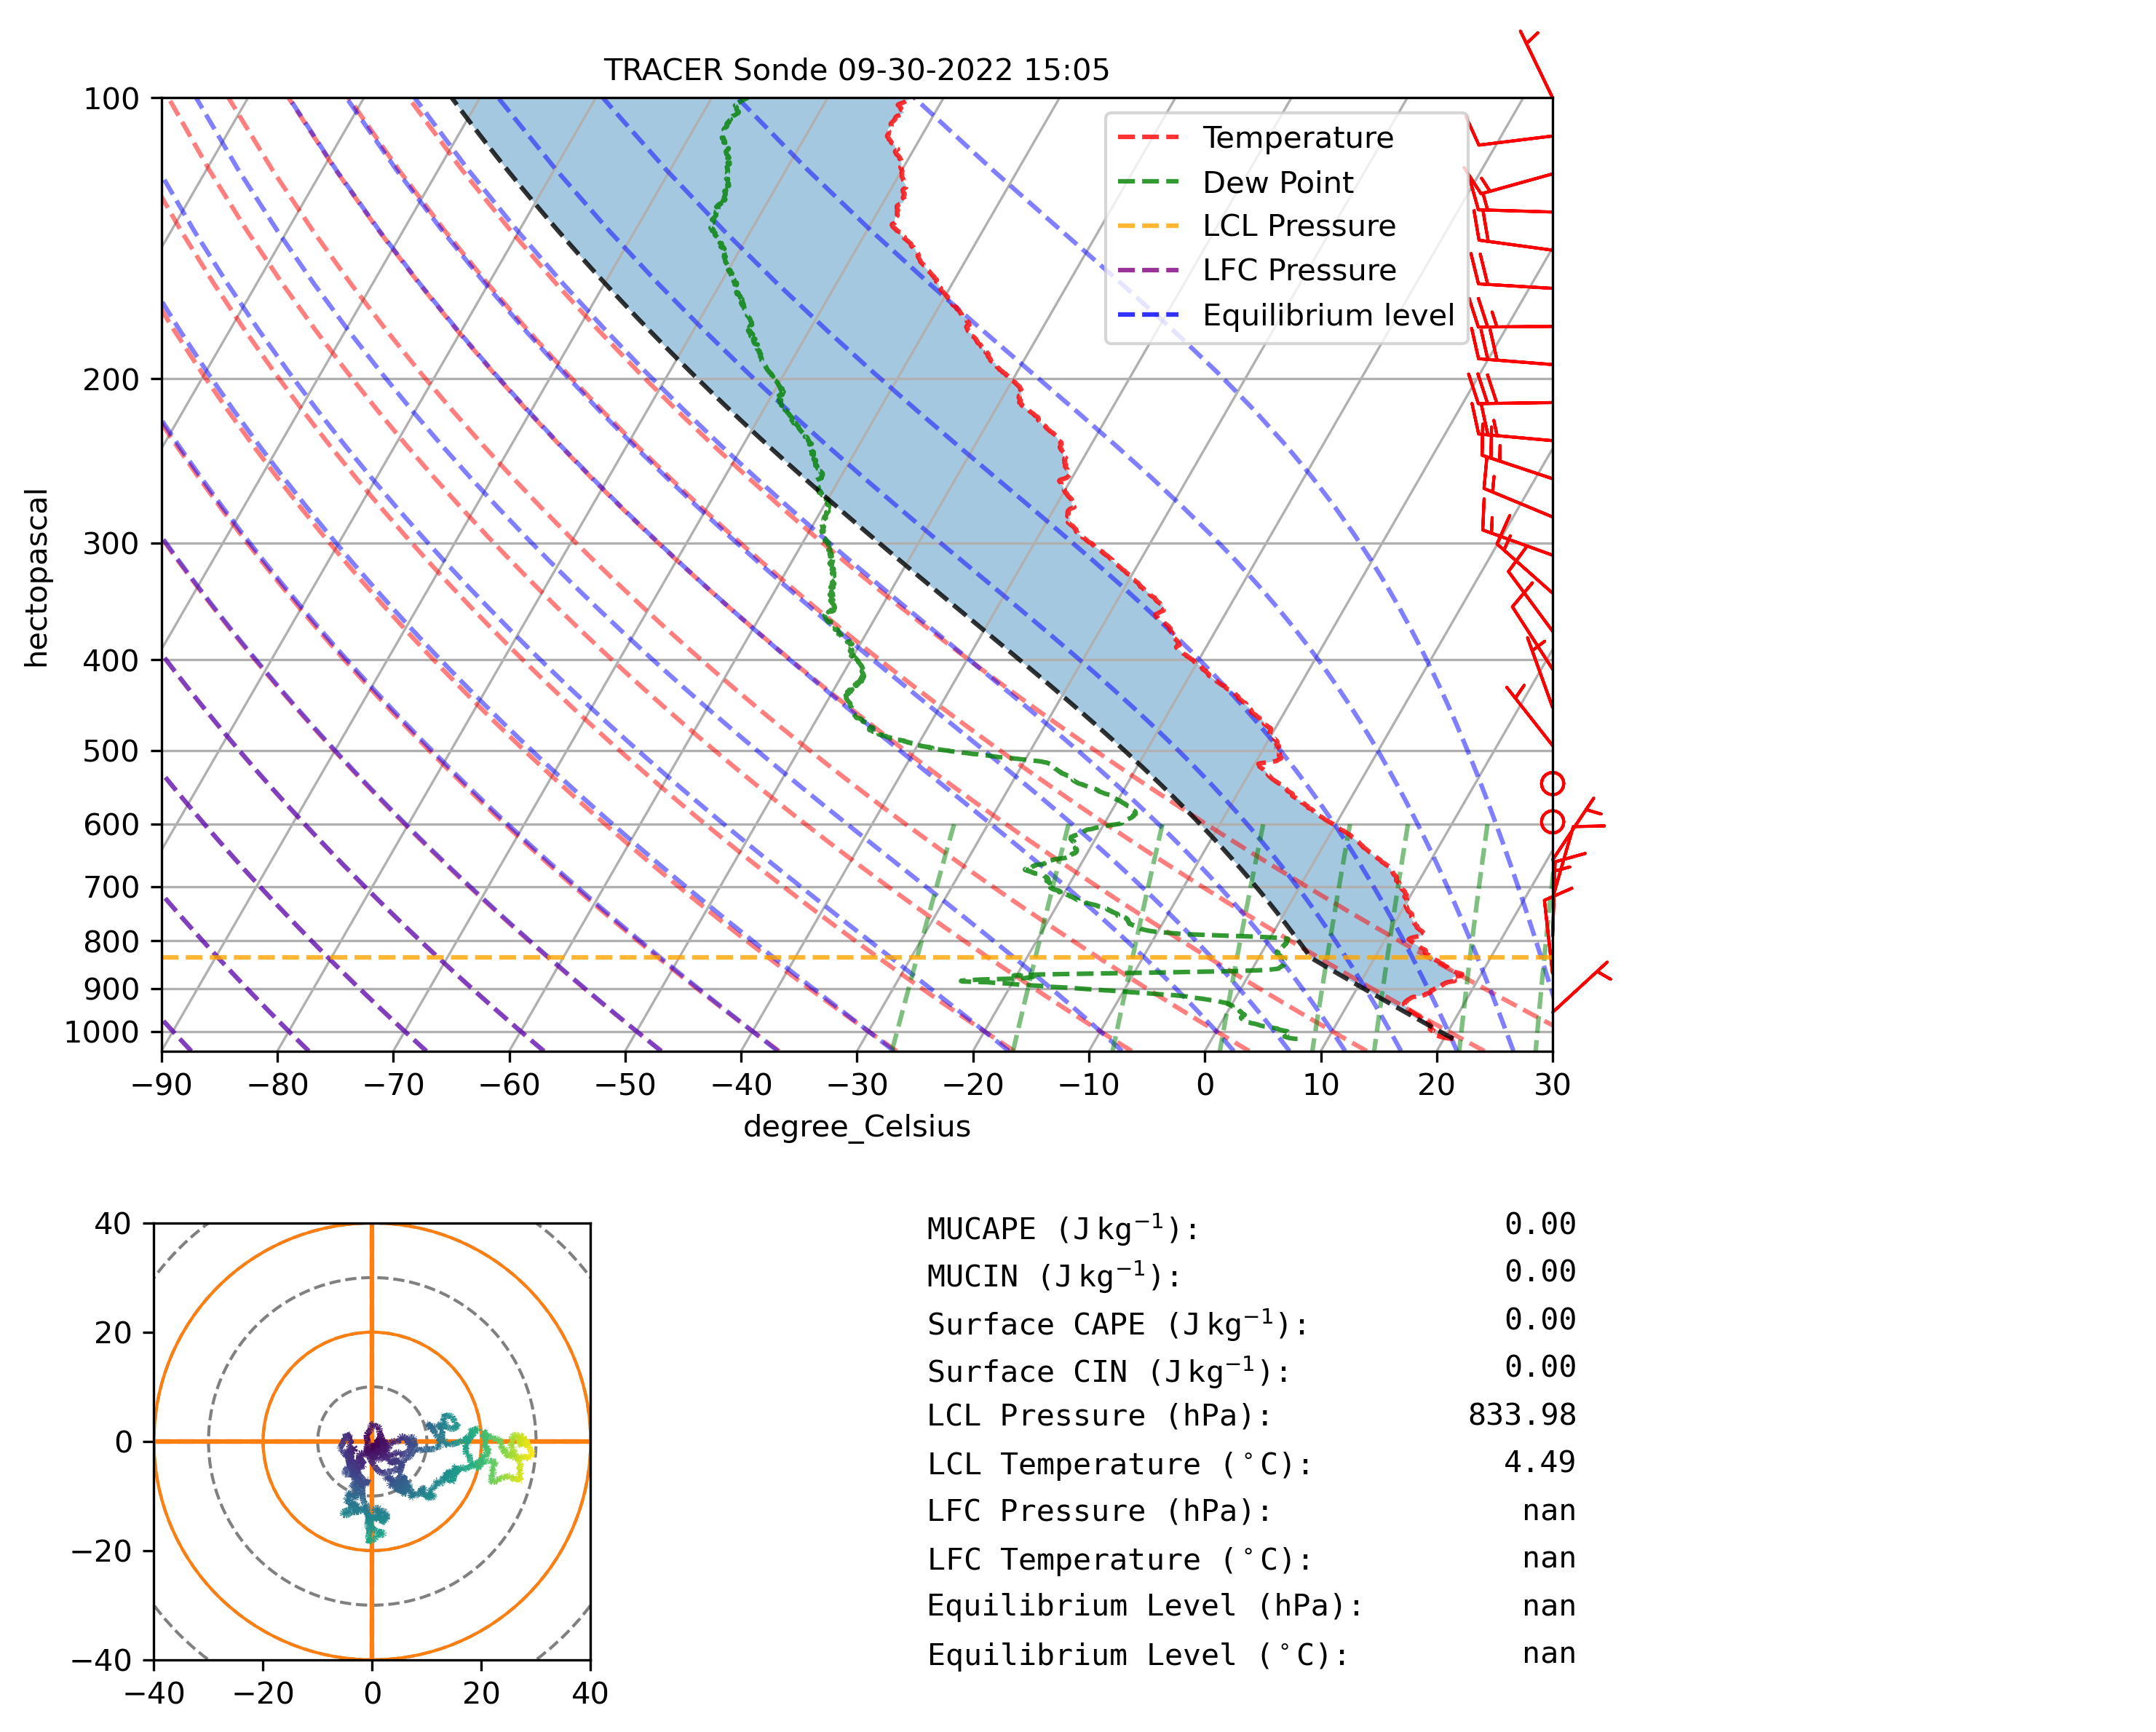 TRACER Sonde 09-30-2022 15:05
100
200
300
400
500
600
700
800
900
1000
hectopascal
Temperature
Dew Point
LCL Pressure
LFC Pressure
Equilibrium level
−90 −80 −70 −60 −50 −40 −30 −20 −10 0 10 20 30
degree_Celsius
40
20
0
−20
−40
−40 −20 0 20 40
MUCAPE (J kg⁻¹): 0.00
MUCIN (J kg⁻¹): 0.00
Surface CAPE (J kg⁻¹): 0.00
Surface CIN (J kg⁻¹): 0.00
LCL Pressure (hPa): 833.98
LCL Temperature (°C): 4.49
LFC Pressure (hPa): nan
LFC Temperature (°C): nan
Equilibrium Level (hPa): nan
Equilibrium Level (°C): nan